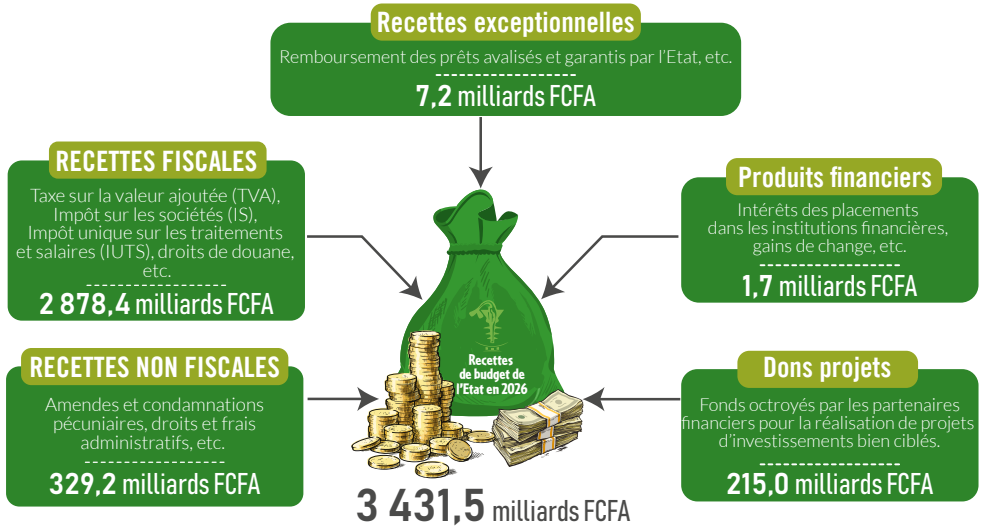 Recettes exceptionnelles
Remboursement des prêts avalisés et garantis par l'Etat, etc.
7,2 milliards FCFA
RECETTES FISCALES
Taxe sur la valeur ajoutée (TVA),
Impôt sur les sociétés (IS),
Impôt unique sur les traitements
et salaires (IUTS), droits de douane,
etc.
2 878,4 milliards FCFA
Produits financiers
Intérêts des placements
dans les institutions financières,
gains de change, etc.
1,7 milliards FCFA
RECETTES NON FISCALES
Amendes et condamnations
pécuniaires, droits et frais
administratifs, etc.
329,2 milliards FCFA
Recettes
de budget de
l'Etat en 2026
Dons projets
Fonds octroyés par les partenaires
financiers pour la réalisation de projets
d'investissements bien ciblés.
215,0 milliards FCFA
3 431,5 milliards FCFA